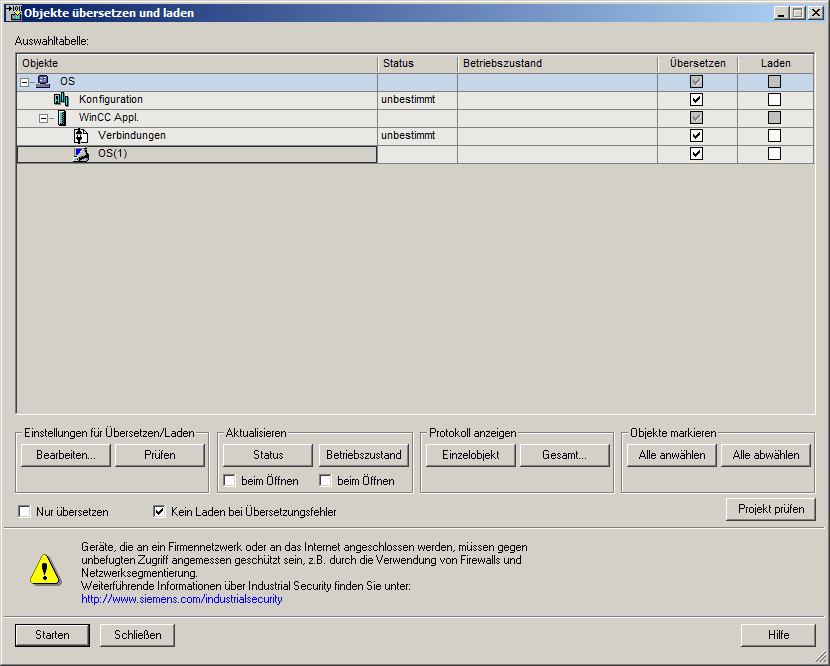 Objekte übersetzen und laden
Auswahltabelle:
Objekte Status Betriebszustand Übersetzen Laden
OS
Konfiguration unbestimmt
WinCC Appl.
Verbindungen unbestimmt
OS(1)
Einstellungen für Übersetzen/Laden Aktualisieren Protokoll anzeigen Objekte markieren
Bearbeiten... Prüfen Status Betriebszustand Einzelobjekt Gesamt... Alle anwählen Alle abwählen
beim Öffnen beim Öffnen
Nur übersetzen Kein Laden bei Übersetzungsfehler Projekt prüfen
Geräte, die an ein Firmennetzwerk oder an das Internet angeschlossen werden, müssen gegen
unbefugten Zugriff angemessen geschützt sein, z.B. durch die Verwendung von Firewalls und
Netzwerksegmentierung.
Weiterführende Informationen über Industrial Security finden Sie unter:
http://www.siemens.com/industrialsecurity
Starten Schließen Hilfe